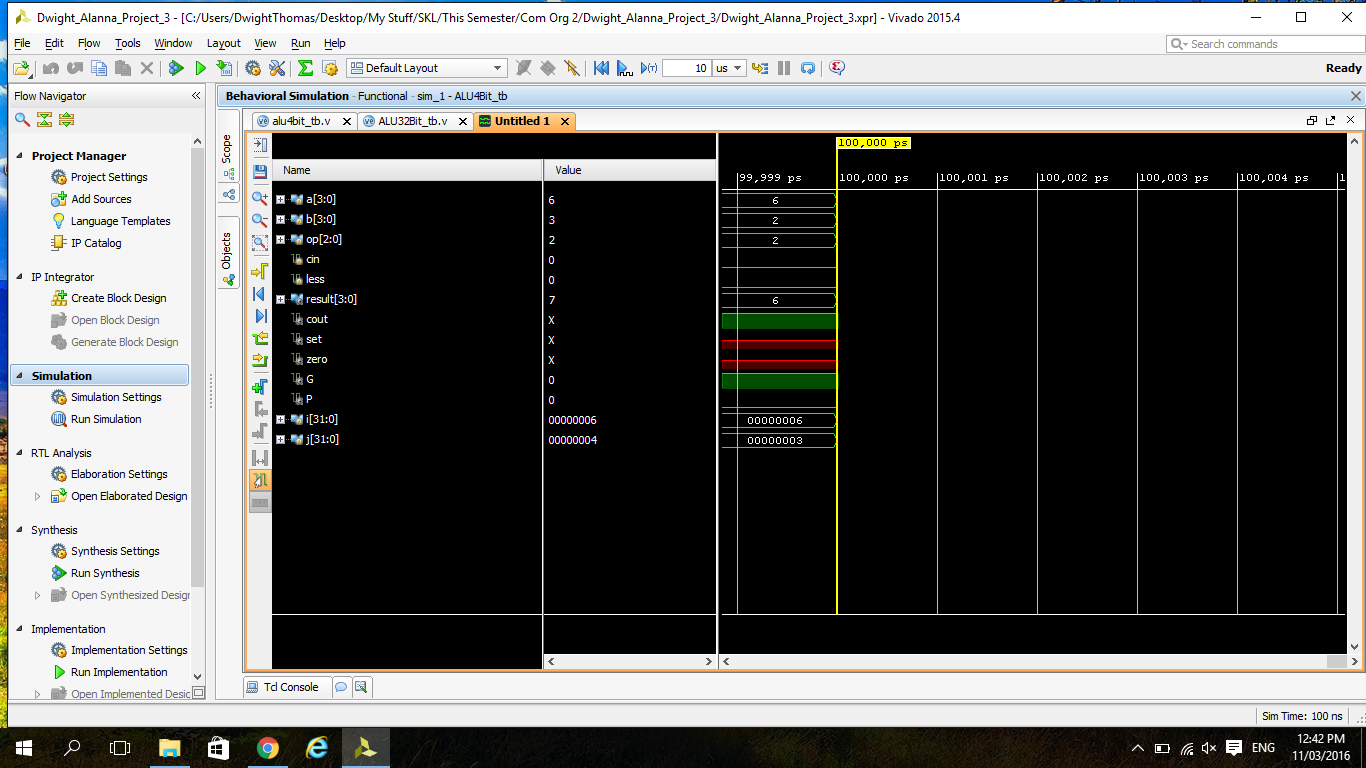 Dwight_Alanna_Project_3 - [C:/Users/DwightThomas/Desktop/My Stuff/SKL/This Semester/Com Org 2/Dwight_Alanna_Project_3/Dwight_Alanna_Project_3.xpr] - Vivado 2015.4
File Edit Flow Tools Window Layout View Run Help
Search commands
Default Layout 10 us Ready
Flow Navigator
Behavioral Simulation - Functional - sim_1 - ALU4Bit_tb
alu4bit_tb.v ALU32Bit_tb.v Untitled 1
Project Manager
Project Settings
Add Sources
Language Templates
IP Catalog
IP Integrator
Create Block Design
Open Block Design
Generate Block Design
Simulation
Simulation Settings
Run Simulation
RTL Analysis
Elaboration Settings
Open Elaborated Design
Synthesis
Synthesis Settings
Run Synthesis
Open Synthesized Design
Implementation
Implementation Settings
Run Implementation
Open Implemented Desig
Scope
Objects
100,000 ps
Name Value
99,999 ps 100,000 ps 100,001 ps 100,002 ps 100,003 ps 100,004 ps 1
a[3:0] 6 6
b[3:0] 3 2
op[2:0] 2 2
cin 0
less 0
result[3:0] 7 6
cout X
set X
zero X
G 0
P 0
i[31:0] 00000006 00000006
j[31:0] 00000004 00000003
Tcl Console
Sim Time: 100 ns
ENG
12:42 PM
11/03/2016